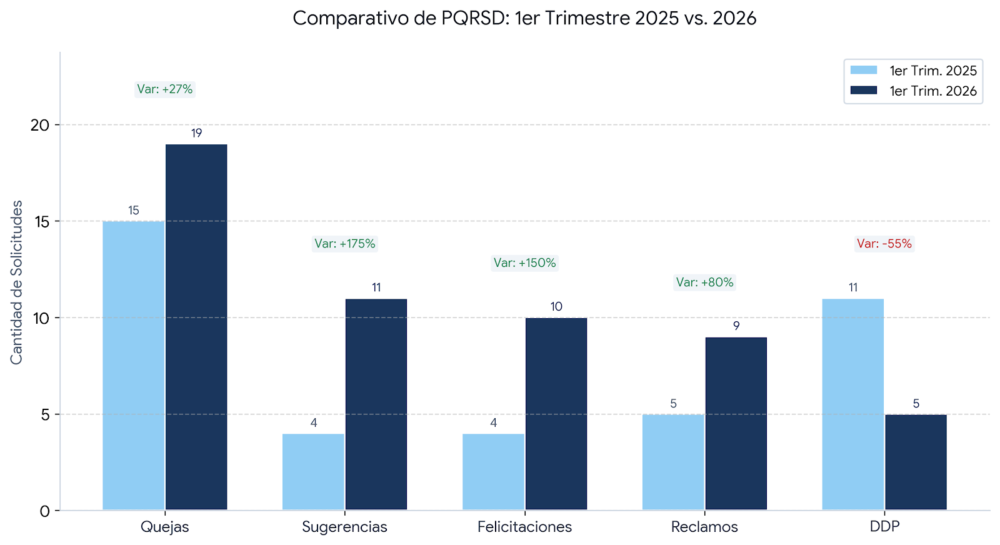 Comparativo de PQRSD: 1er Trimestre 2025 vs. 2026
1er Trim. 2025
1er Trim. 2026
Cantidad de Solicitudes
20
15
10
5
0
Var: +27%
15
19
Var: +175%
4
11
Var: +150%
4
10
Var: +80%
5
9
Var: -55%
11
5
Quejas
Sugerencias
Felicitaciones
Reclamos
DDP